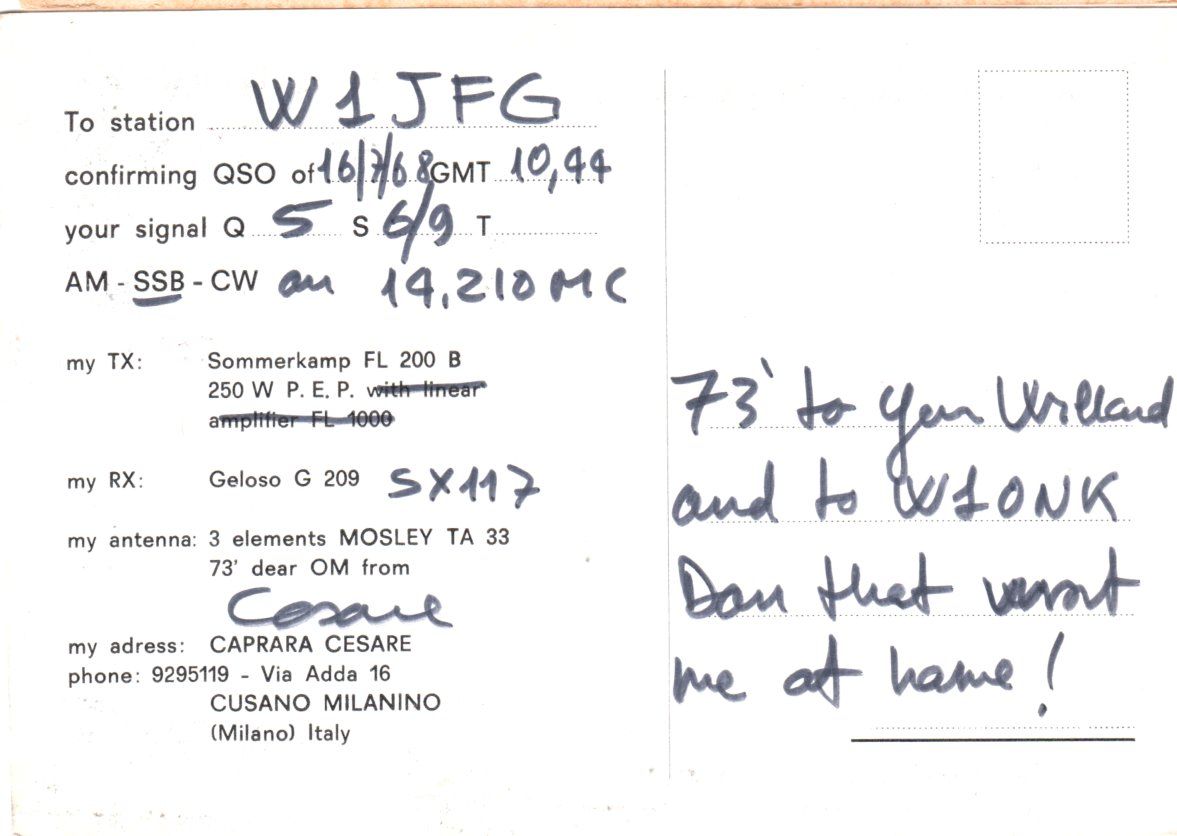 To station W1JFG
confirming QSO of 16/7/68 GMT 10,44
your signal Q 5 S 6/9 T
AM - SSB - CW on 14,210 MC
my TX: Sommerkamp FL 200 B
250 W P. E. P. with linear
amplifier FL 1000
my RX: Geloso G 209 SX117
my antenna: 3 elements MOSLEY TA 33
73' dear OM from
Cesare
my adress: CAPRARA CESARE
phone: 9295119 - Via Adda 16
CUSANO MILANINO
(Milano) Italy
73' to you Willard
and to W1ONK
Don that
me at home!